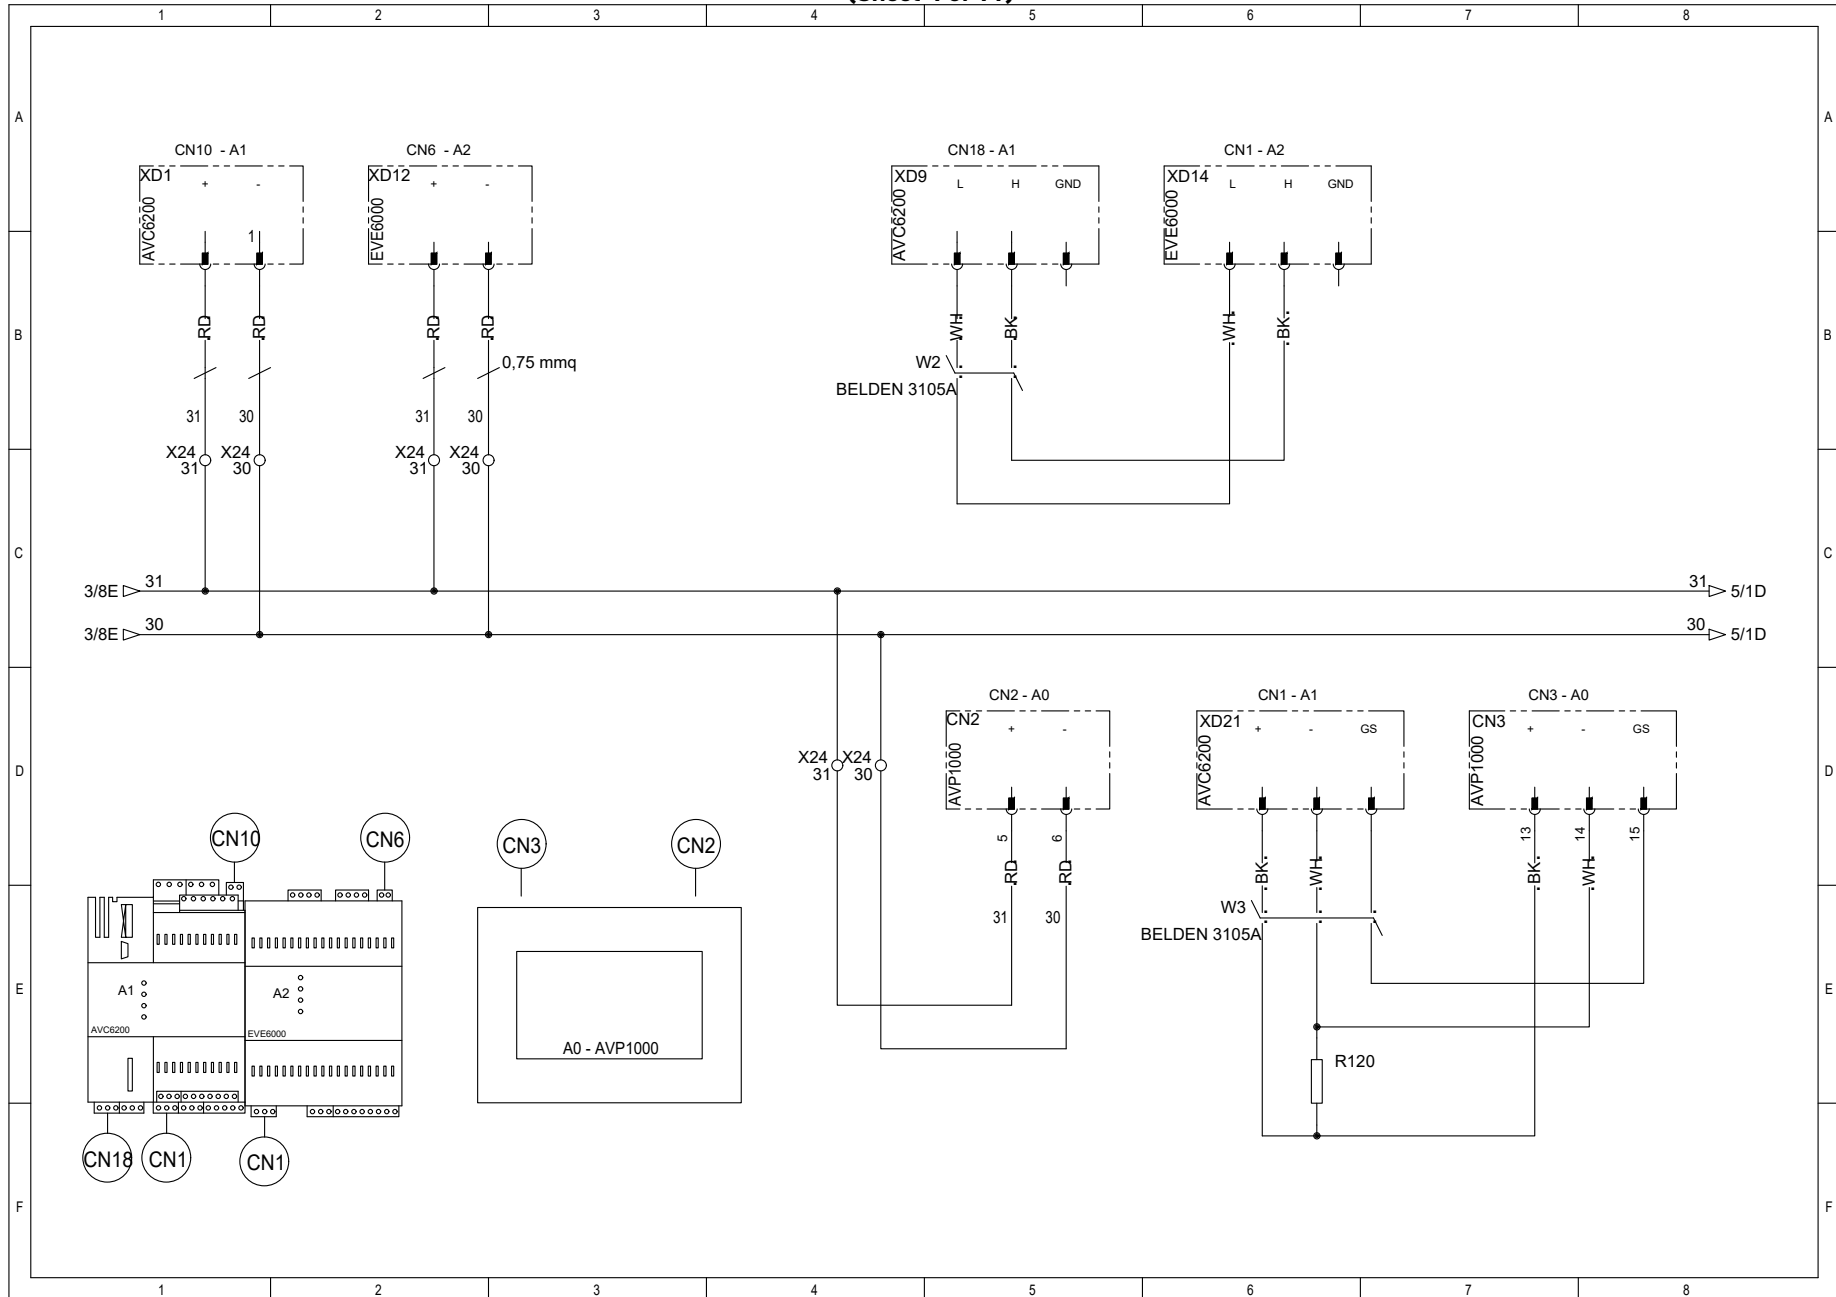 1 2 3 4 5 6 7 8
A A
CN10 - A1 CN6 - A2 CN18 - A1 CN1 - A2
XD1 + -
AVC6200
1
XD12 + -
EVE6000
XD9 L H GND
AVC6200
XD14 L H GND
EVE6000
B B
RD RD RD RD WH BK WH BK
0,75 mmq
W2
BELDEN 3105A
31 30 31 30
X24 X24 X24 X24
31 30 31 30
C C
3/8E 31 31 5/1D
3/8E 30 30 5/1D
CN2 - A0 CN1 - A1 CN3 - A0
CN2 + -
AVP1000
XD21 + - GS
AVC6200
CN3 + - GS
AVP1000
D D
X24 X24
31 30
5 6 13 14 15
RD RD BK WH BK WH
31 30
W3
BELDEN 3105A
CN10 CN6 CN3 CN2
E E
A1 A2
AVC6200 EVE6000
A0 - AVP1000
R120
CN18 CN1 CN1
F F
1 2 3 4 5 6 7 8